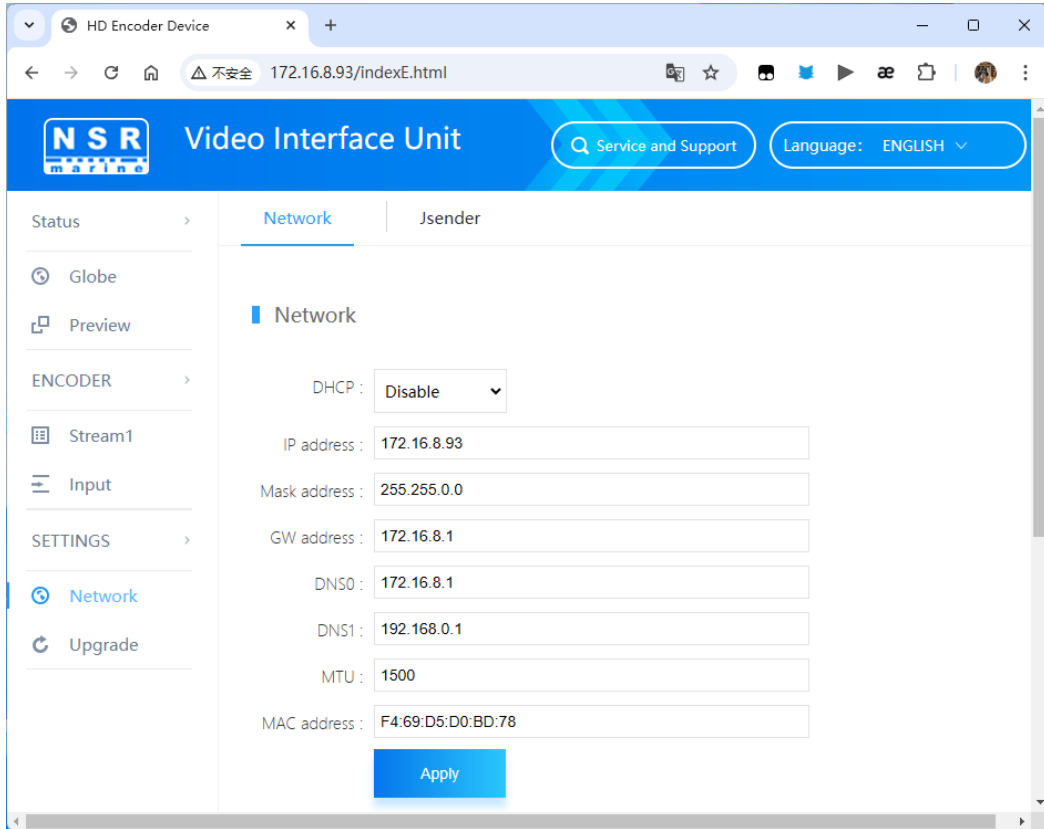 HD Encoder Device
不安全 172.16.8.93/indexE.html
NSR
marine
Video Interface Unit
Service and Support
Language: ENGLISH
Status
Network
Jsender
Globe
Preview
Network
ENCODER
DHCP : Disable
Stream1
IP address : 172.16.8.93
Input
Mask address : 255.255.0.0
SETTINGS
GW address : 172.16.8.1
Network
DNS0 : 172.16.8.1
DNS1 : 192.168.0.1
Upgrade
MTU : 1500
MAC address : F4:69:D5:D0:BD:78
Apply